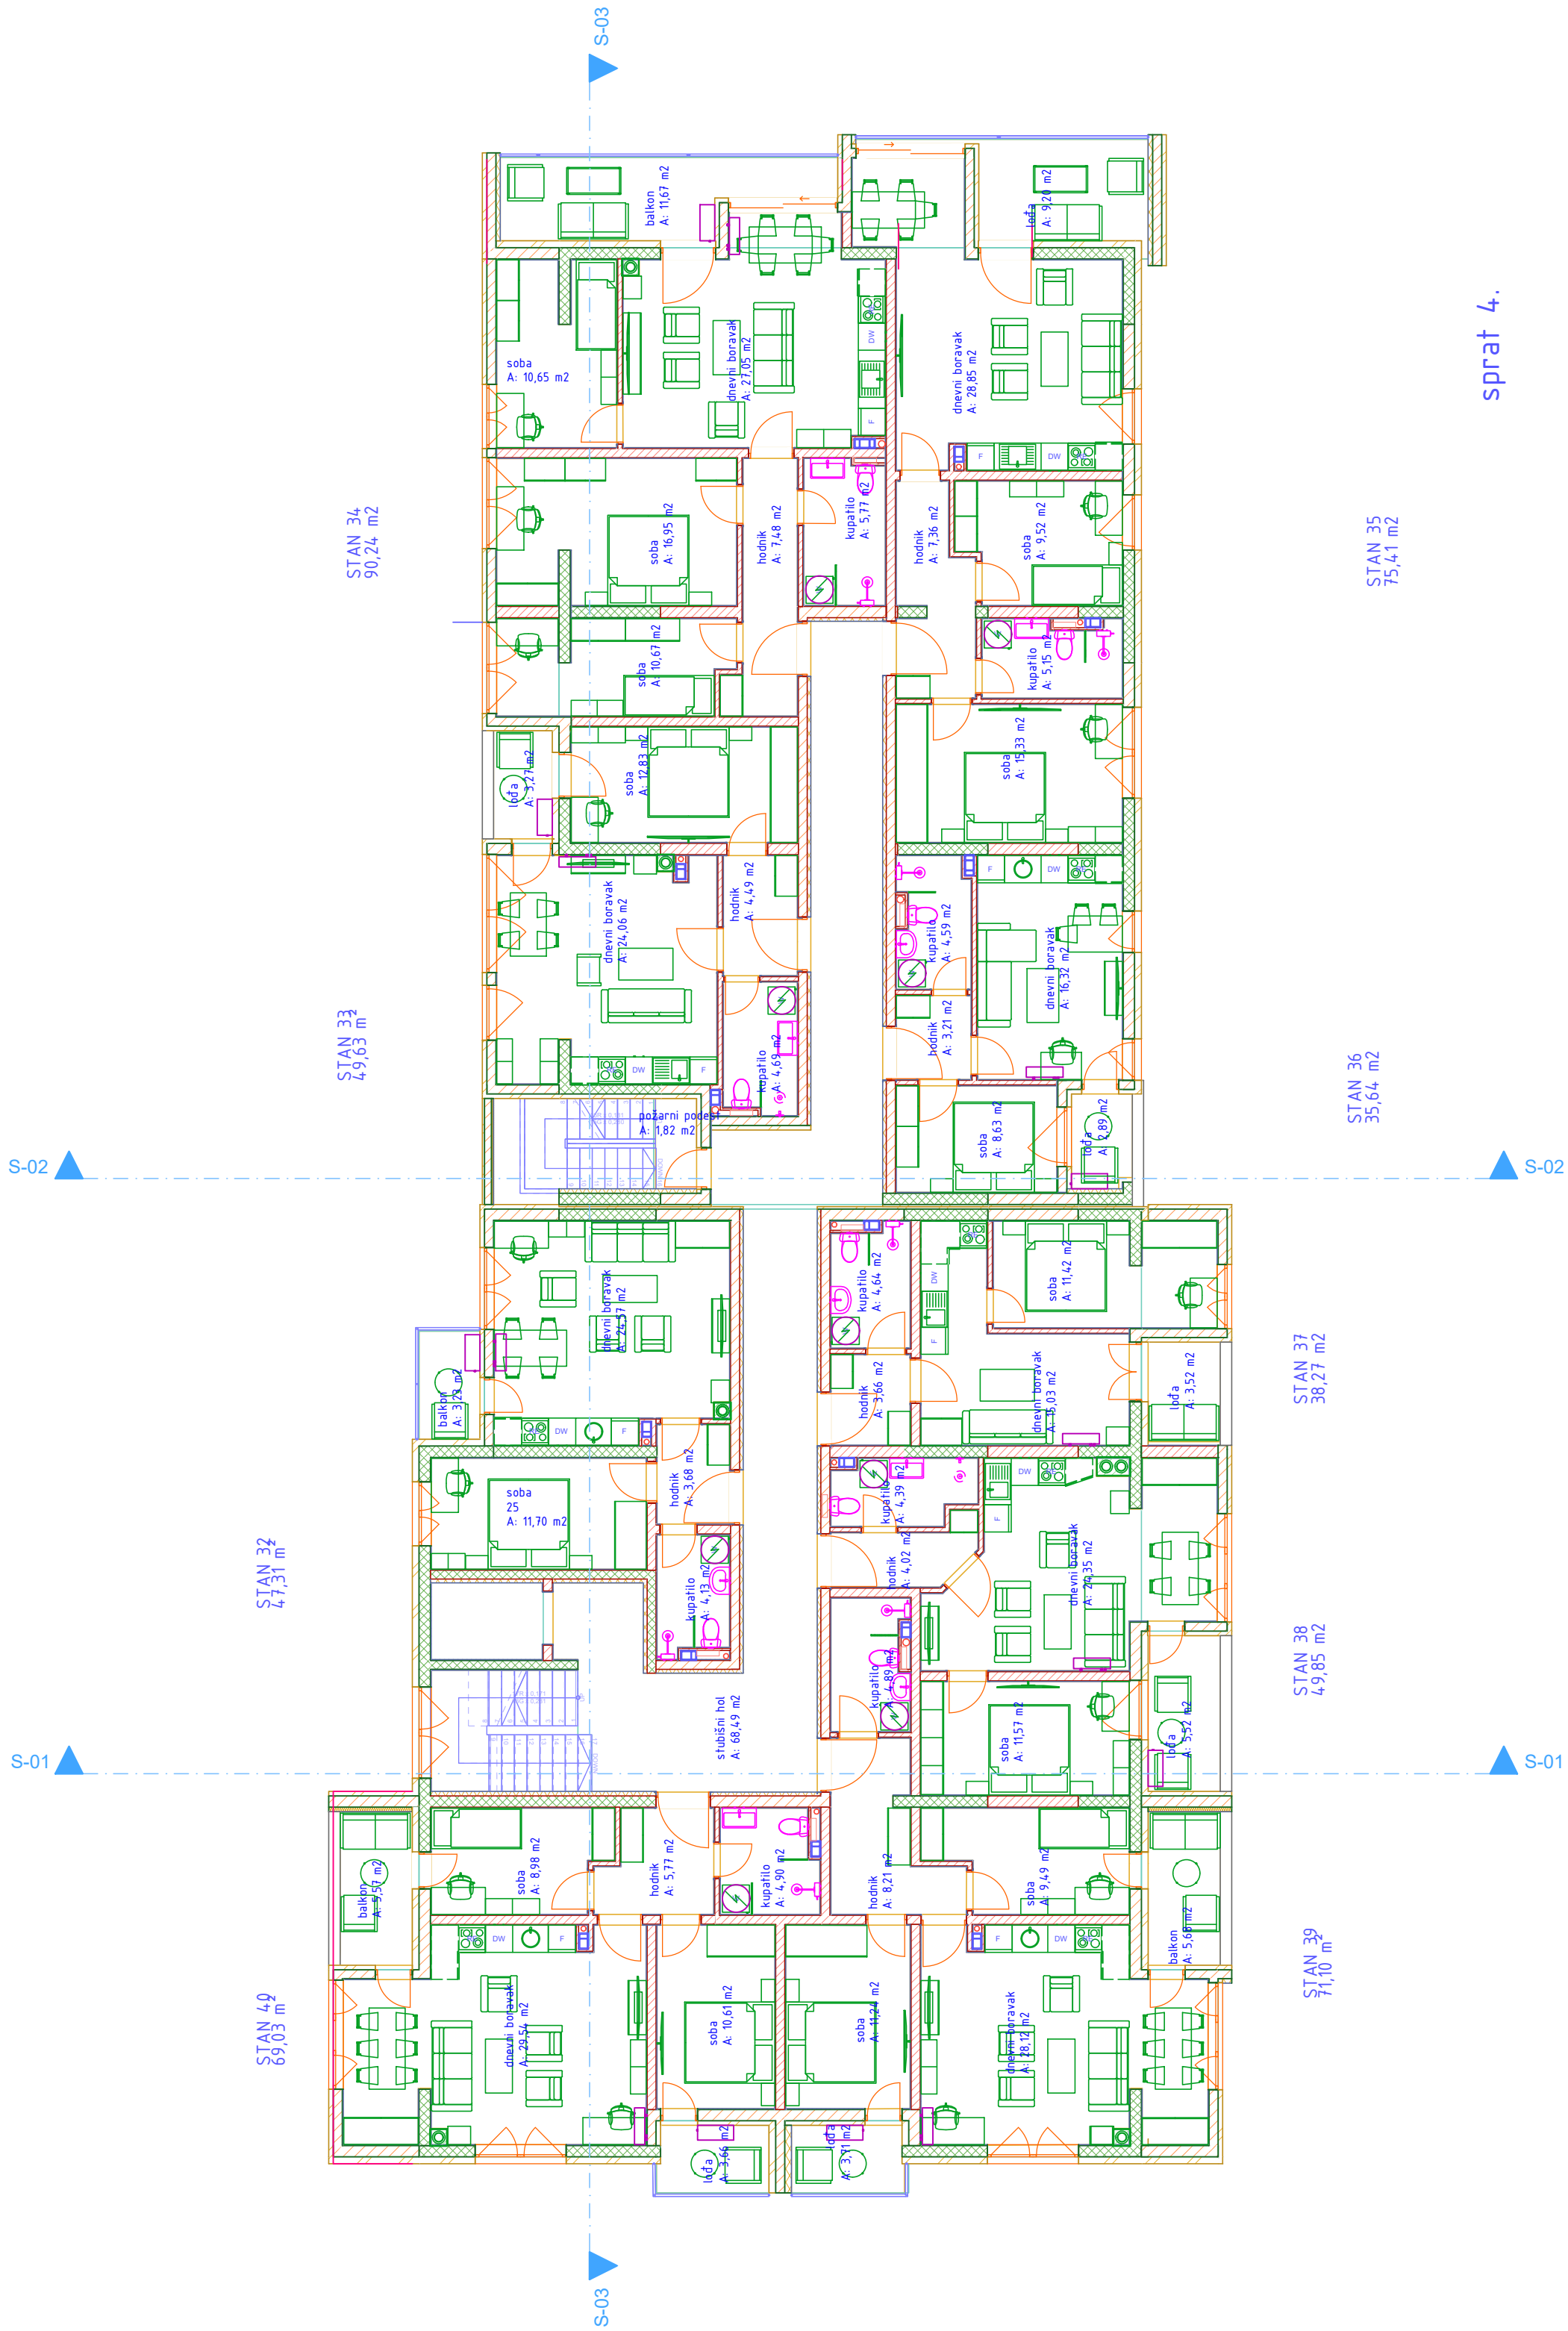 S-03
balkon
A: 11,67 m2
lođa
A: 9,20 m2
sprat 4.
soba
A: 10,65 m2
dnevni boravak
A: 27,05 m2
DW
F
dnevni boravak
A: 28,85 m2
F
DW
STAN 34
90,24 m2
soba
A: 16,95 m2
hodnik
A: 7,48 m2
kupatilo
A: 5,77 m2
hodnik
A: 7,36 m2
soba
A: 9,52 m2
STAN 35
75,41 m2
soba
A: 10,67 m2
kupatilo
A: 5,15 m2
lođa
A: 3,27 m2
soba
A: 12,83 m2
soba
A: 15,33 m2
dnevni boravak
A: 24,06 m2
hodnik
A: 4,49 m2
F
DW
kupatilo
A: 4,59 m2
dnevni boravak
A: 16,32 m2
STAN 33
49,63 m2
DW
F
kupatilo
A: 4,69 m2
hodnik
A: 3,21 m2
STAN 36
35,64 m2
požarni podest
A: 1,82 m2
soba
A: 8,63 m2
lođa
A: 2,89 m2
S-02
S-02
dnevni boravak
A: 24,57 m2
kupatilo
A: 4,64 m2
DW
F
soba
A: 11,42 m2
balkon
A: 3,23 m2
DW
F
hodnik
A: 3,66 m2
dnevni boravak
A: 15,03 m2
lođa
A: 3,52 m2
STAN 37
38,27 m2
soba
25
A: 11,70 m2
hodnik
A: 3,68 m2
kupatilo
A: 4,39 m2
DW
F
STAN 32
47,31 m2
kupatilo
A: 4,13 m2
hodnik
A: 4,02 m2
dnevni boravak
A: 24,35 m2
STAN 38
49,85 m2
stubišni hol
A: 68,49 m2
kupatilo
A: 4,89 m2
soba
A: 11,57 m2
lođa
A: 5,52 m2
S-01
S-01
balkon
A: 5,57 m2
soba
A: 8,98 m2
hodnik
A: 5,77 m2
kupatilo
A: 4,90 m2
hodnik
A: 8,21 m2
soba
A: 9,49 m2
balkon
A: 5,68 m2
DW
F
F
DW
STAN 40
69,03 m2
dnevni boravak
A: 29,54 m2
soba
A: 10,61 m2
soba
A: 11,24 m2
dnevni boravak
A: 28,12 m2
STAN 39
71,10 m2
lođa
A: 3,66 m2
lođa
A: 3,71 m2
S-03